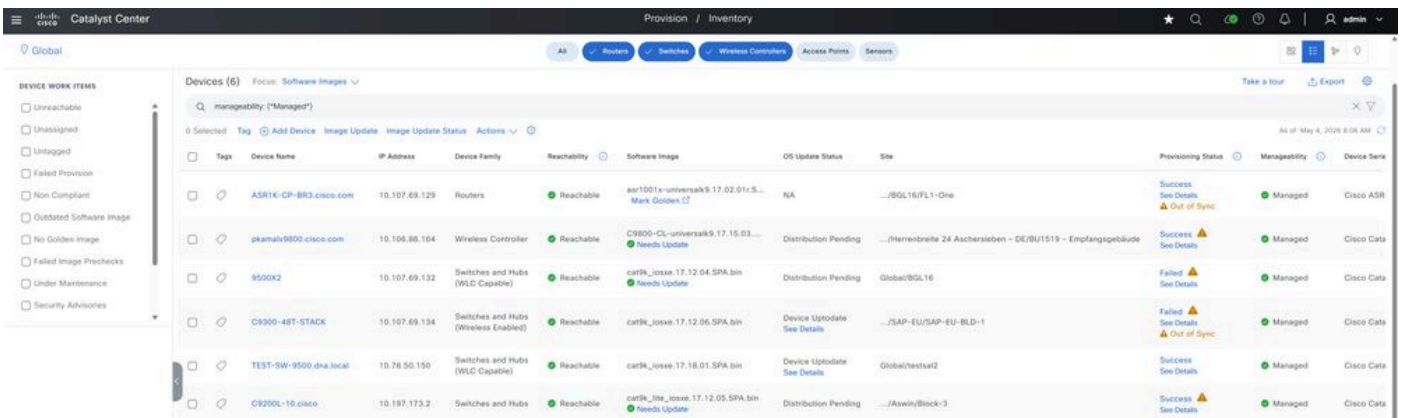 cisco Catalyst Center
Provision / Inventory
admin
Global
All Routers Switches Wireless Controllers Access Points Sensors
DEVICE WORK ITEMS
Unreachable
Unassigned
Untagged
Failed Provision
Non Compliant
Outdated Software Image
No Golden Image
Failed Image Prechecks
Under Maintenance
Security Advisories
Devices (6) Focus: Software Images
Take a tour Export
manageability: ("Managed")
0 Selected Tag Add Device Image Update Image Update Status Actions
As of: May 4, 2026 8:06 AM
Tags Device Name IP Address Device Family Reachability Software Image OS Update Status Site Provisioning Status Manageability Device Serie
ASR1K-CP-BR3.cisco.com 10.107.69.129 Routers Reachable asr1001x-universalk9.17.02.01r.S... NA .../BGL16/FL1-One Success Managed Cisco ASR
Mark Golden See Details
Out of Sync
pkamalv9800.cisco.com 10.106.88.164 Wireless Controller Reachable C9800-CL-universalk9.17.15.03.... Distribution Pending .../Herrenbreite 24 Aschersleben - DE/BU1519 - Empfangsgebäude Success Managed Cisco Cata
Needs Update See Details
9500X2 10.107.69.132 Switches and Hubs (WLC Capable) Reachable cat9k_iosxe.17.12.04.SPA.bin Distribution Pending Global/BGL16 Failed Managed Cisco Cata
Needs Update See Details
C9300-48T-STACK 10.107.69.134 Switches and Hubs (Wireless Enabled) Reachable cat9k_iosxe.17.12.06.SPA.bin Device Uptodate .../SAP-EU/SAP-EU-BLD-1 Failed Managed Cisco Cata
See Details See Details
Out of Sync
TEST-SW-9500.dna.local 10.78.50.150 Switches and Hubs (WLC Capable) Reachable cat9k_iosxe.17.18.01.SPA.bin Device Uptodate Global/testsal2 Success Managed Cisco Cata
See Details See Details
C9200L-10.cisco 10.197.173.2 Switches and Hubs Reachable cat9k_lite_iosxe.17.12.05.SPA.bin Distribution Pending .../Aswin/Block-3 Success Managed Cisco Cata
Needs Update See Details